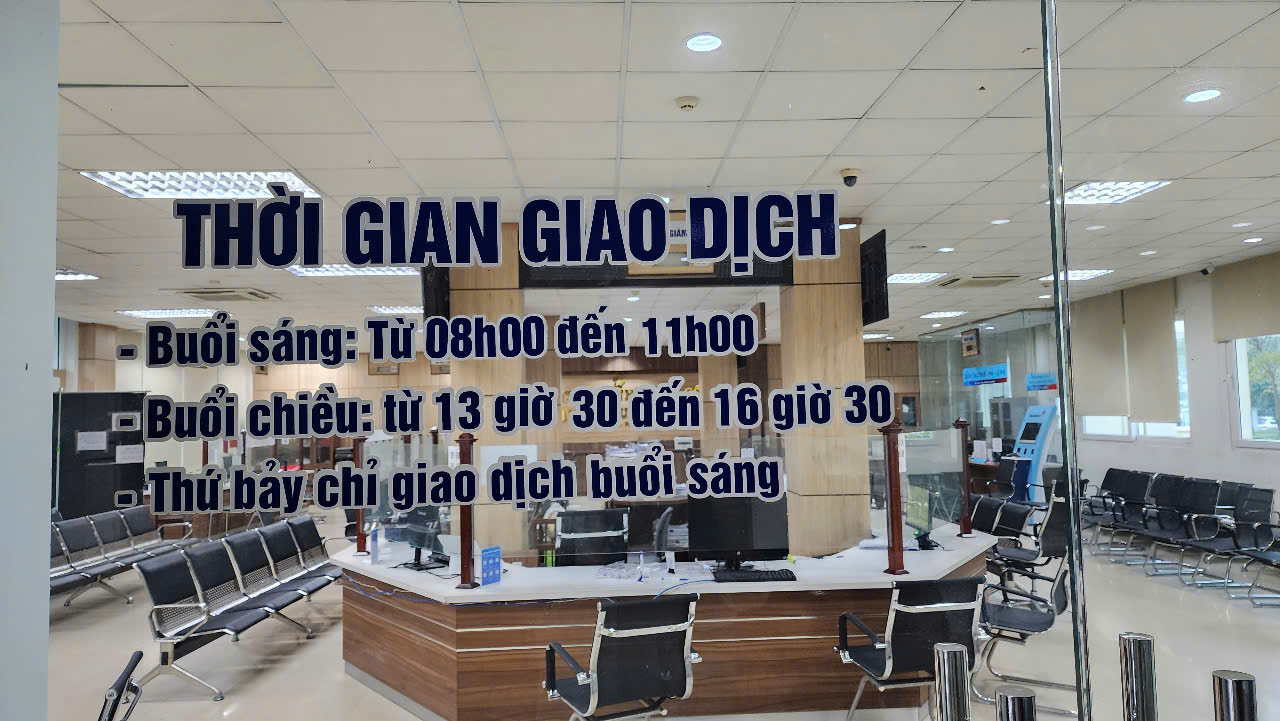 THỜI GIAN GIAO DỊCH
- Buổi sáng: Từ 08h00 đến 11h00
- Buổi chiều: từ 13 giờ 30 đến 16 giờ 30
- Thứ bảy chỉ giao dịch buổi sáng